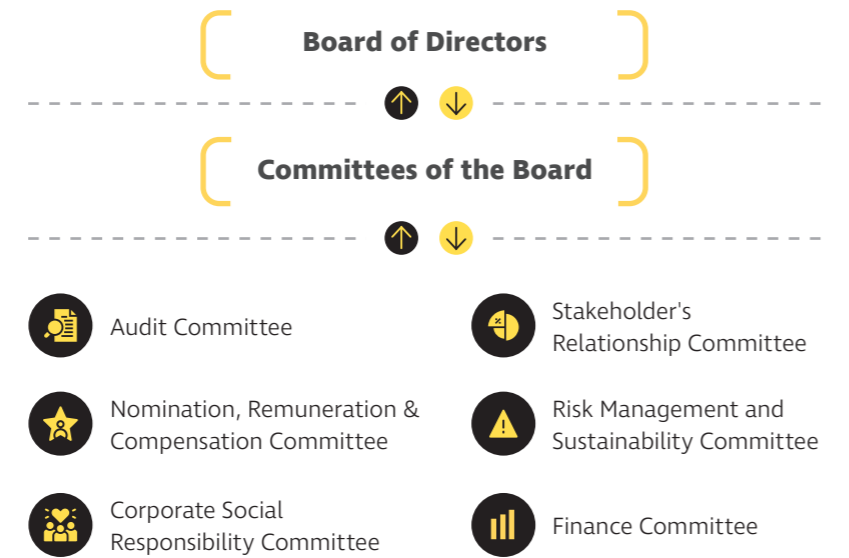 Board of Directors
Committees of the Board
Audit Committee
Stakeholder's
Relationship Committee
Nomination, Remuneration &
Compensation Committee
Risk Management and
Sustainability Committee
Corporate Social
Responsibility Committee
Finance Committee